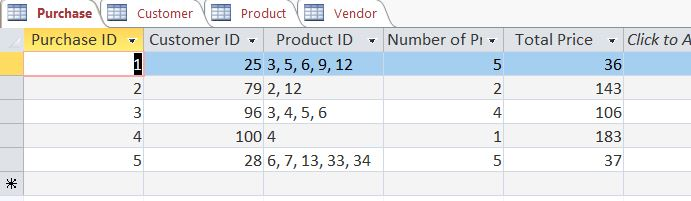 Purchase Customer Product Vendor
Purchase ID Customer ID Product ID Number of Pr Total Price Click to A
1 25 3, 5, 6, 9, 12 5 36
2 79 2, 12 2 143
3 96 3, 4, 5, 6 4 106
4 100 4 1 183
5 28 6, 7, 13, 33, 34 5 37